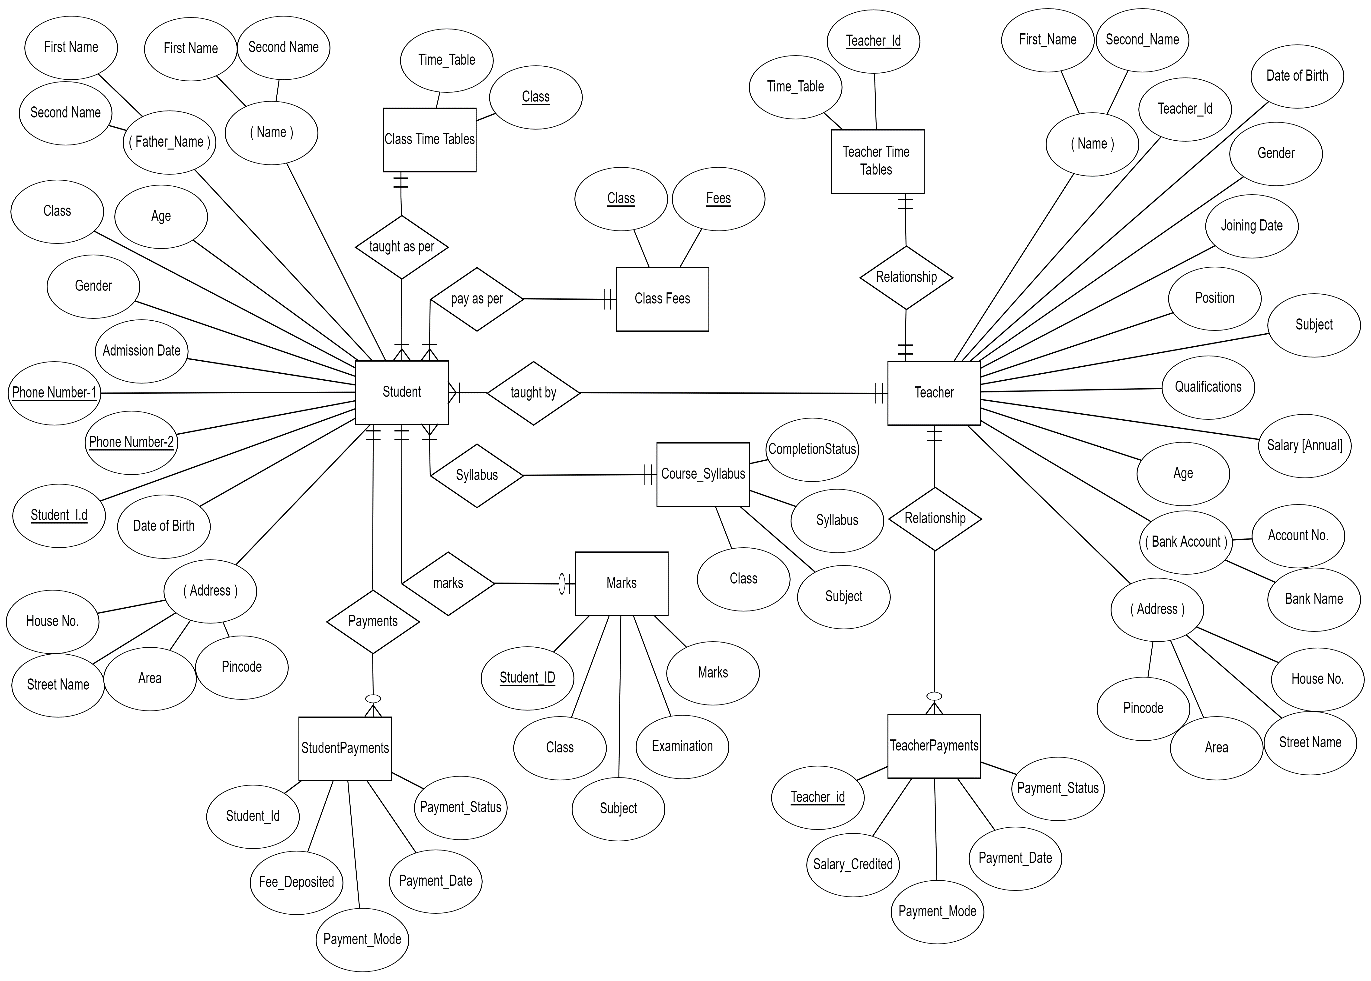 First Name
First Name
Second Name
Second Name
( Father_Name )
( Name )
Time_Table
Class
Class Time Tables
Teacher_Id
Time_Table
Teacher Time
Tables
First_Name
Second_Name
( Name )
Date of Birth
Teacher_Id
Gender
Class
Age
taught as per
Class
Fees
Relationship
Joining Date
Gender
pay as per
Class Fees
Position
Admission Date
Subject
Phone Number-1
Student
taught by
Teacher
Qualifications
Phone Number-2
CompletionStatus
Salary [Annual]
Syllabus
Course_Syllabus
Age
Student_I.d
Date of Birth
Syllabus
Relationship
( Bank Account )
Account No.
( Address )
marks
Marks
Class
Subject
Bank Name
House No.
Payments
( Address )
Street Name
Area
Pincode
Student_ID
Marks
House No.
Pincode
StudentPayments
Class
Examination
TeacherPayments
Area
Street Name
Student_Id
Payment_Status
Subject
Teacher_id
Payment_Status
Fee_Deposited
Payment_Date
Salary_Credited
Payment_Date
Payment_Mode
Payment_Mode